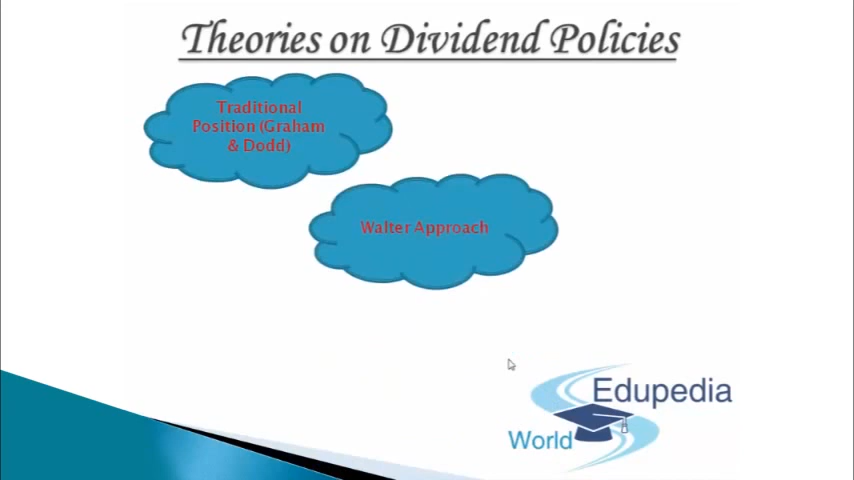 Theories on Dividend Policies
Traditional
Position (Graham
& Dodd)
Walter Approach
Edupedia
World